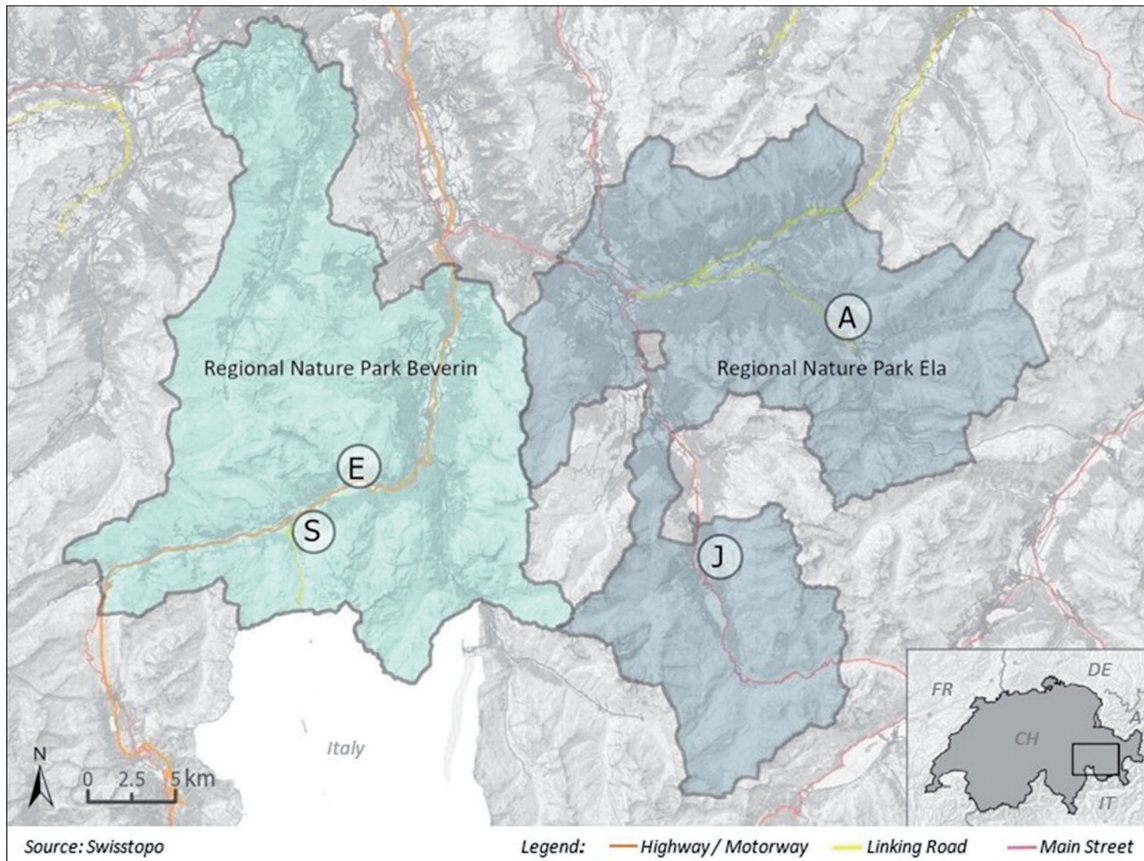 A
Regional Nature Park Beverin
Regional Nature Park Ela
E
S
J
Italy
N
0 2.5 5 km
FR
DE
A
CH
IT
Source: Swisstopo
Legend: Highway / Motorway Linking Road Main Street